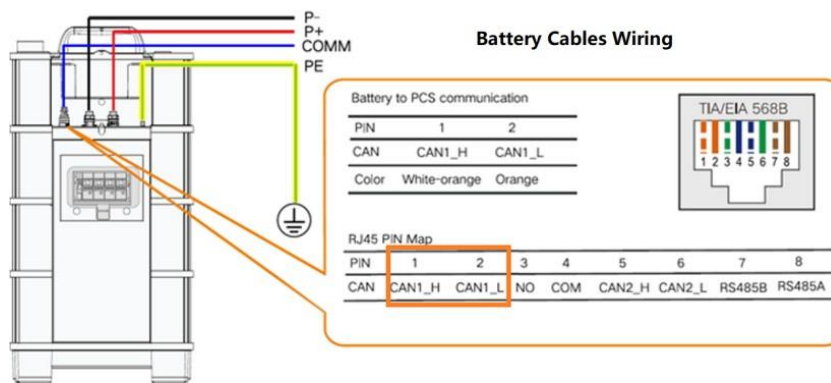 P-
P+
COMM
PE
Battery Cables Wiring
Battery to PCS communication
PIN 1 2
CAN CAN1_H CAN1_L
Color White-orange Orange
TIA/EIA 568B
1 2 3 4 5 6 7 8
RJ45 PIN Map
PIN 1 2 3 4 5 6 7 8
CAN CAN1_H CAN1_L NO COM CAN2_H CAN2_L RS485B RS485A